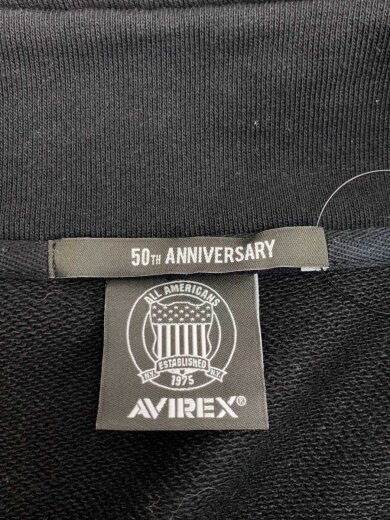 50TH ANNIVERSARY
ALL AMERICANS
ESTABLISHED
N.Y. N.Y.
1975
AVIREX®